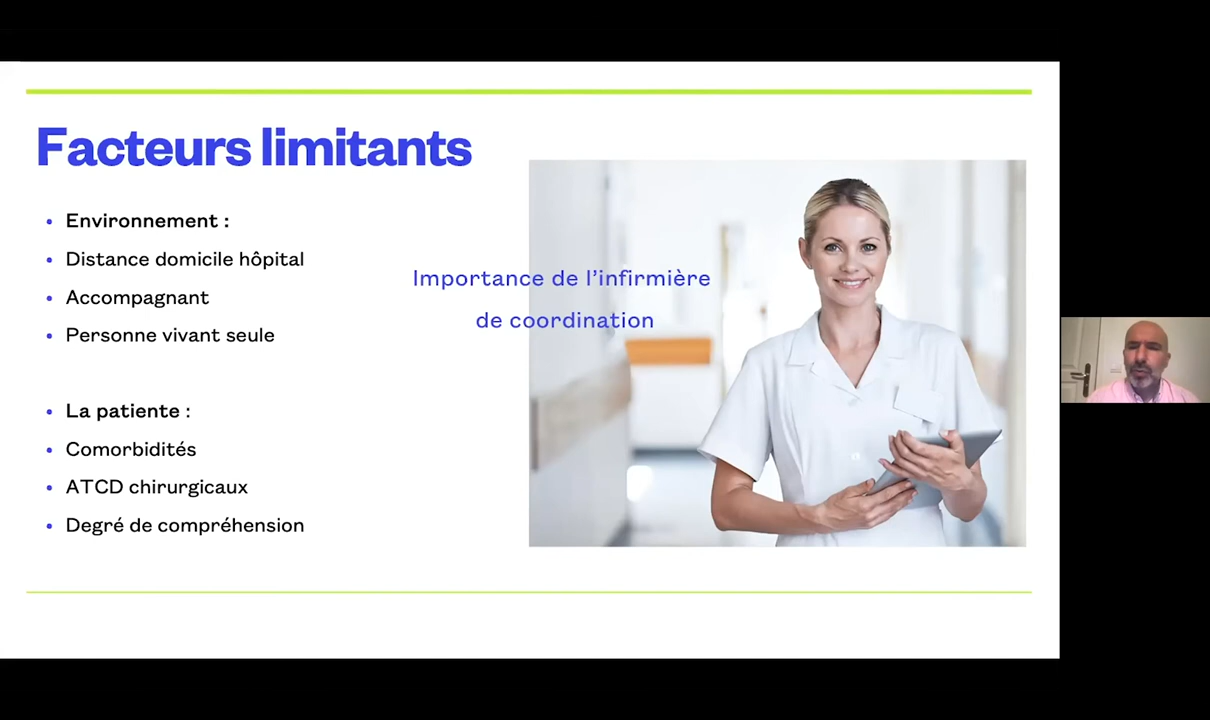 Facteurs limitants
• Environnement :
• Distance domicile hôpital
• Accompagnant
• Personne vivant seule
• La patiente :
• Comorbidités
• ATCD chirurgicaux
• Degré de compréhension
Importance de l’infirmière
de coordination